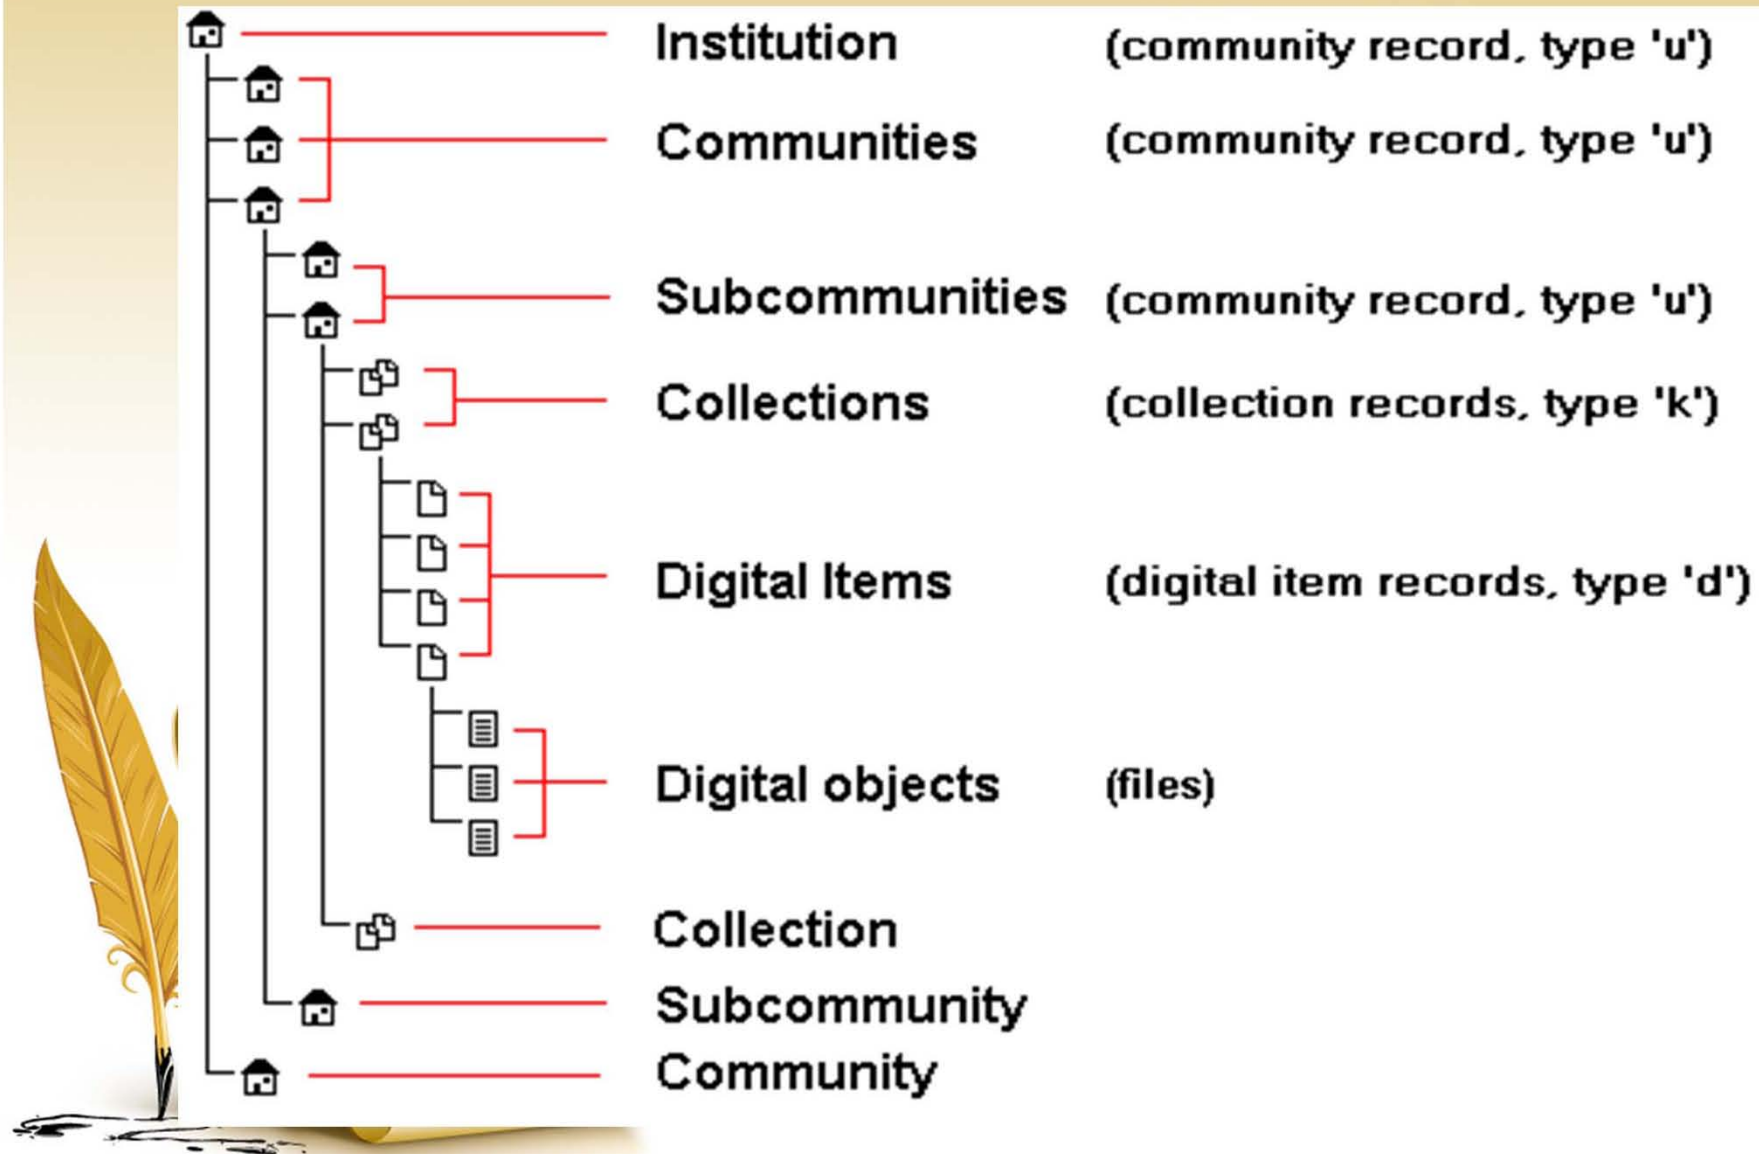 Institution (community record, type 'u')
Communities (community record, type 'u')
Subcommunities (community record, type 'u')
Collections (collection records, type 'k')
Digital Items (digital item records, type 'd')
Digital objects (files)
Collection
Subcommunity
Community